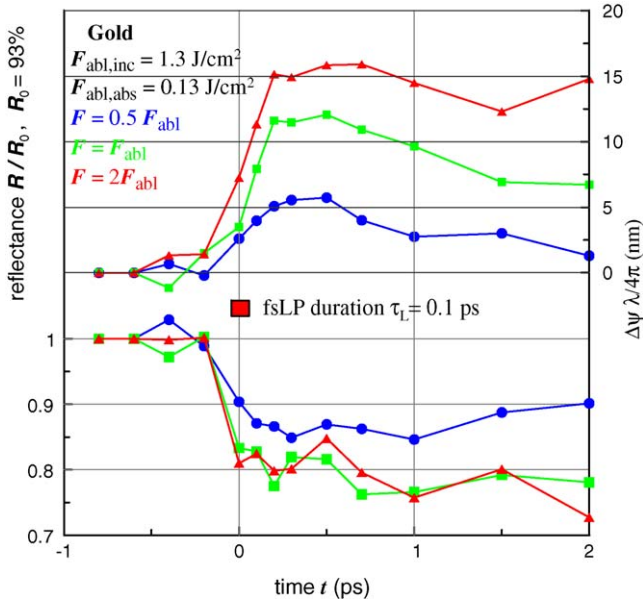 reflectance R / R₀ , R₀ = 93%
Gold
F_abl,inc = 1.3 J/cm²
F_abl,abs = 0.13 J/cm²
F = 0.5 F_abl
F = F_abl
F = 2F_abl
20
15
10
5
0
Δψ λ/4π (nm)
fsLP duration τ_L = 0.1 ps
1
0.9
0.8
0.7
-1
0
1
2
time t (ps)